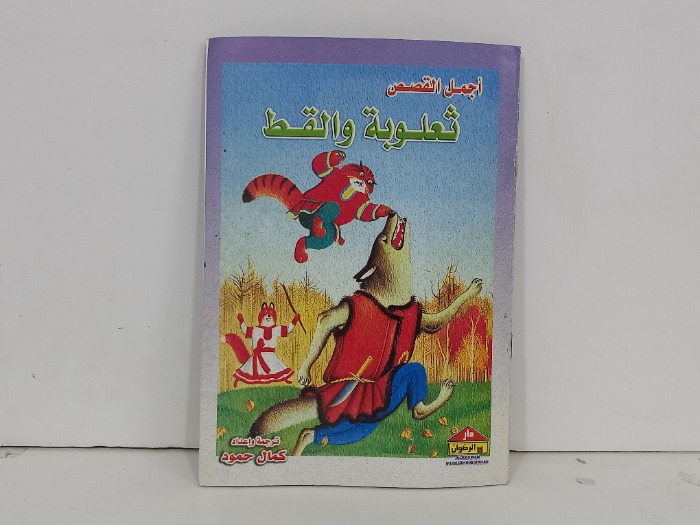 أجمل القصص
ثعلوبة والقط
ترجمة وإعداد
كمال حمود
دار
الرضوان